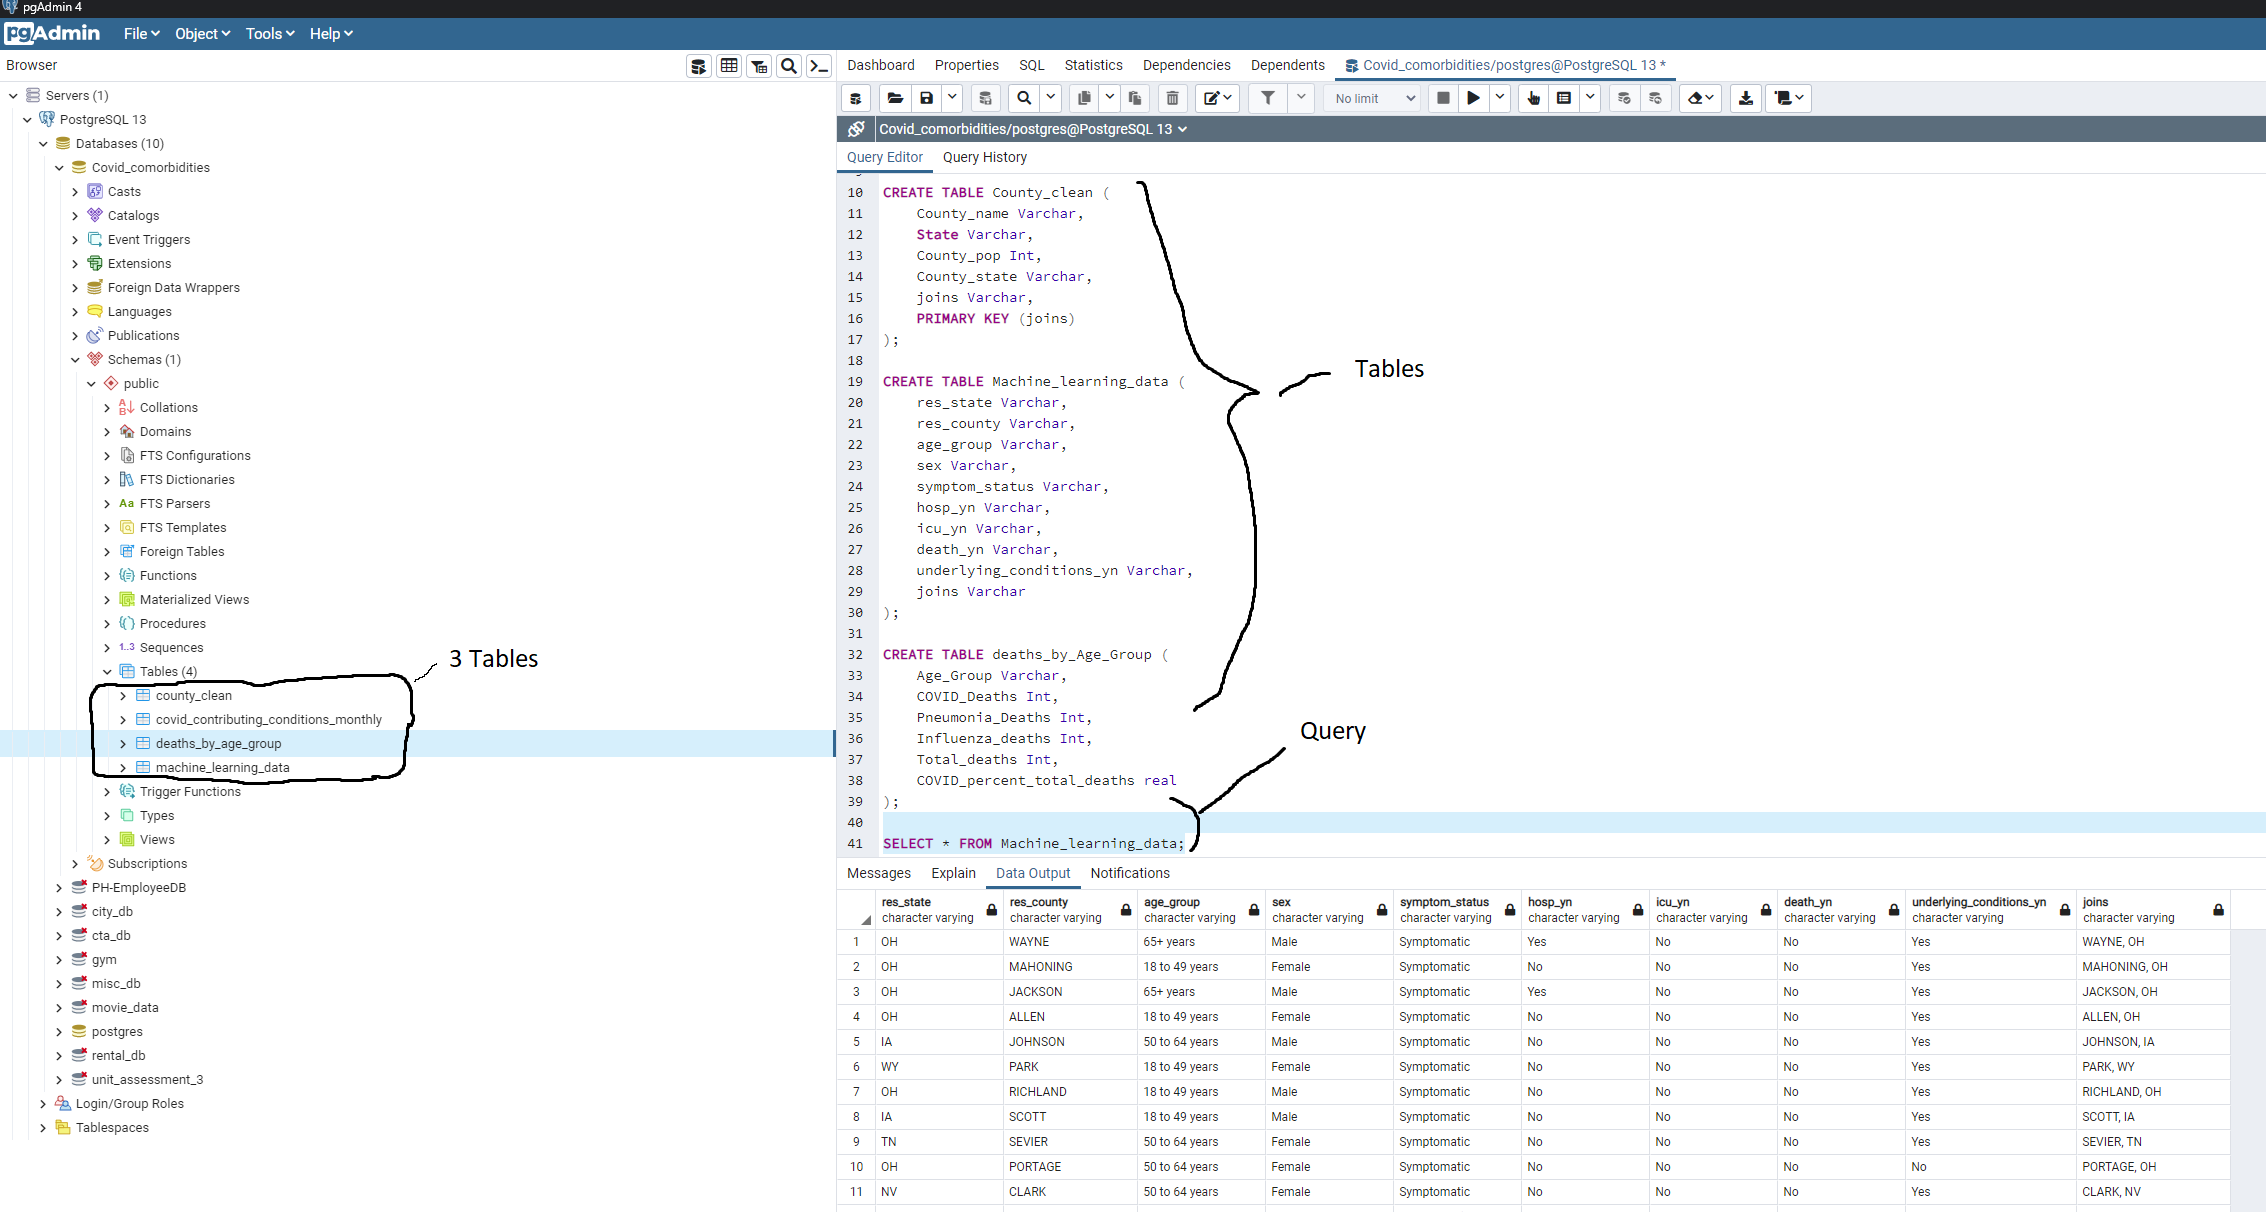 pgAdmin 4
pgAdmin File Object Tools Help
Browser
Servers (1)
PostgreSQL 13
Databases (10)
Covid_comorbidities
Casts
Catalogs
Event Triggers
Extensions
Foreign Data Wrappers
Languages
Publications
Schemas (1)
public
Collations
Domains
FTS Configurations
FTS Dictionaries
FTS Parsers
FTS Templates
Foreign Tables
Functions
Materialized Views
Procedures
1..3 Sequences
Tables (4)
county_clean
covid_contributing_conditions_monthly
deaths_by_age_group
machine_learning_data
Trigger Functions
Types
Views
Subscriptions
PH-EmployeeDB
city_db
cta_db
gym
misc_db
movie_data
postgres
rental_db
unit_assessment_3
Login/Group Roles
Tablespaces
3 Tables
Dashboard Properties SQL Statistics Dependencies Dependents Covid_comorbidities/postgres@PostgreSQL 13 *
No limit
Covid_comorbidities/postgres@PostgreSQL 13
Query Editor Query History
10 CREATE TABLE County_clean (
11 County_name Varchar,
12 State Varchar,
13 County_pop Int,
14 County_state Varchar,
15 joins Varchar,
16 PRIMARY KEY (joins)
17 );
18
19 CREATE TABLE Machine_learning_data (
20 res_state Varchar,
21 res_county Varchar,
22 age_group Varchar,
23 sex Varchar,
24 symptom_status Varchar,
25 hosp_yn Varchar,
26 icu_yn Varchar,
27 death_yn Varchar,
28 underlying_conditions_yn Varchar,
29 joins Varchar
30 );
31
32 CREATE TABLE deaths_by_Age_Group (
33 Age_Group Varchar,
34 COVID_Deaths Int,
35 Pneumonia_Deaths Int,
36 Influenza_deaths Int,
37 Total_deaths Int,
38 COVID_percent_total_deaths real
39 );
40
41 SELECT * FROM Machine_learning_data;
Tables
Query
Messages Explain Data Output Notifications
res_state res_county age_group sex symptom_status hosp_yn icu_yn death_yn underlying_conditions_yn joins
character varying character varying character varying character varying character varying character varying character varying character varying character varying character varying
1 OH WAYNE 65+ years Male Symptomatic Yes No No Yes WAYNE, OH
2 OH MAHONING 18 to 49 years Female Symptomatic No No No Yes MAHONING, OH
3 OH JACKSON 65+ years Male Symptomatic Yes No No Yes JACKSON, OH
4 OH ALLEN 18 to 49 years Female Symptomatic No No No Yes ALLEN, OH
5 IA JOHNSON 50 to 64 years Male Symptomatic No No No Yes JOHNSON, IA
6 WY PARK 18 to 49 years Female Symptomatic No No No Yes PARK, WY
7 OH RICHLAND 18 to 49 years Male Symptomatic No No No Yes RICHLAND, OH
8 IA SCOTT 18 to 49 years Male Symptomatic No No No Yes SCOTT, IA
9 TN SEVIER 50 to 64 years Female Symptomatic No No No Yes SEVIER, TN
10 OH PORTAGE 50 to 64 years Female Symptomatic No No No No PORTAGE, OH
11 NV CLARK 50 to 64 years Female Symptomatic No No No Yes CLARK, NV